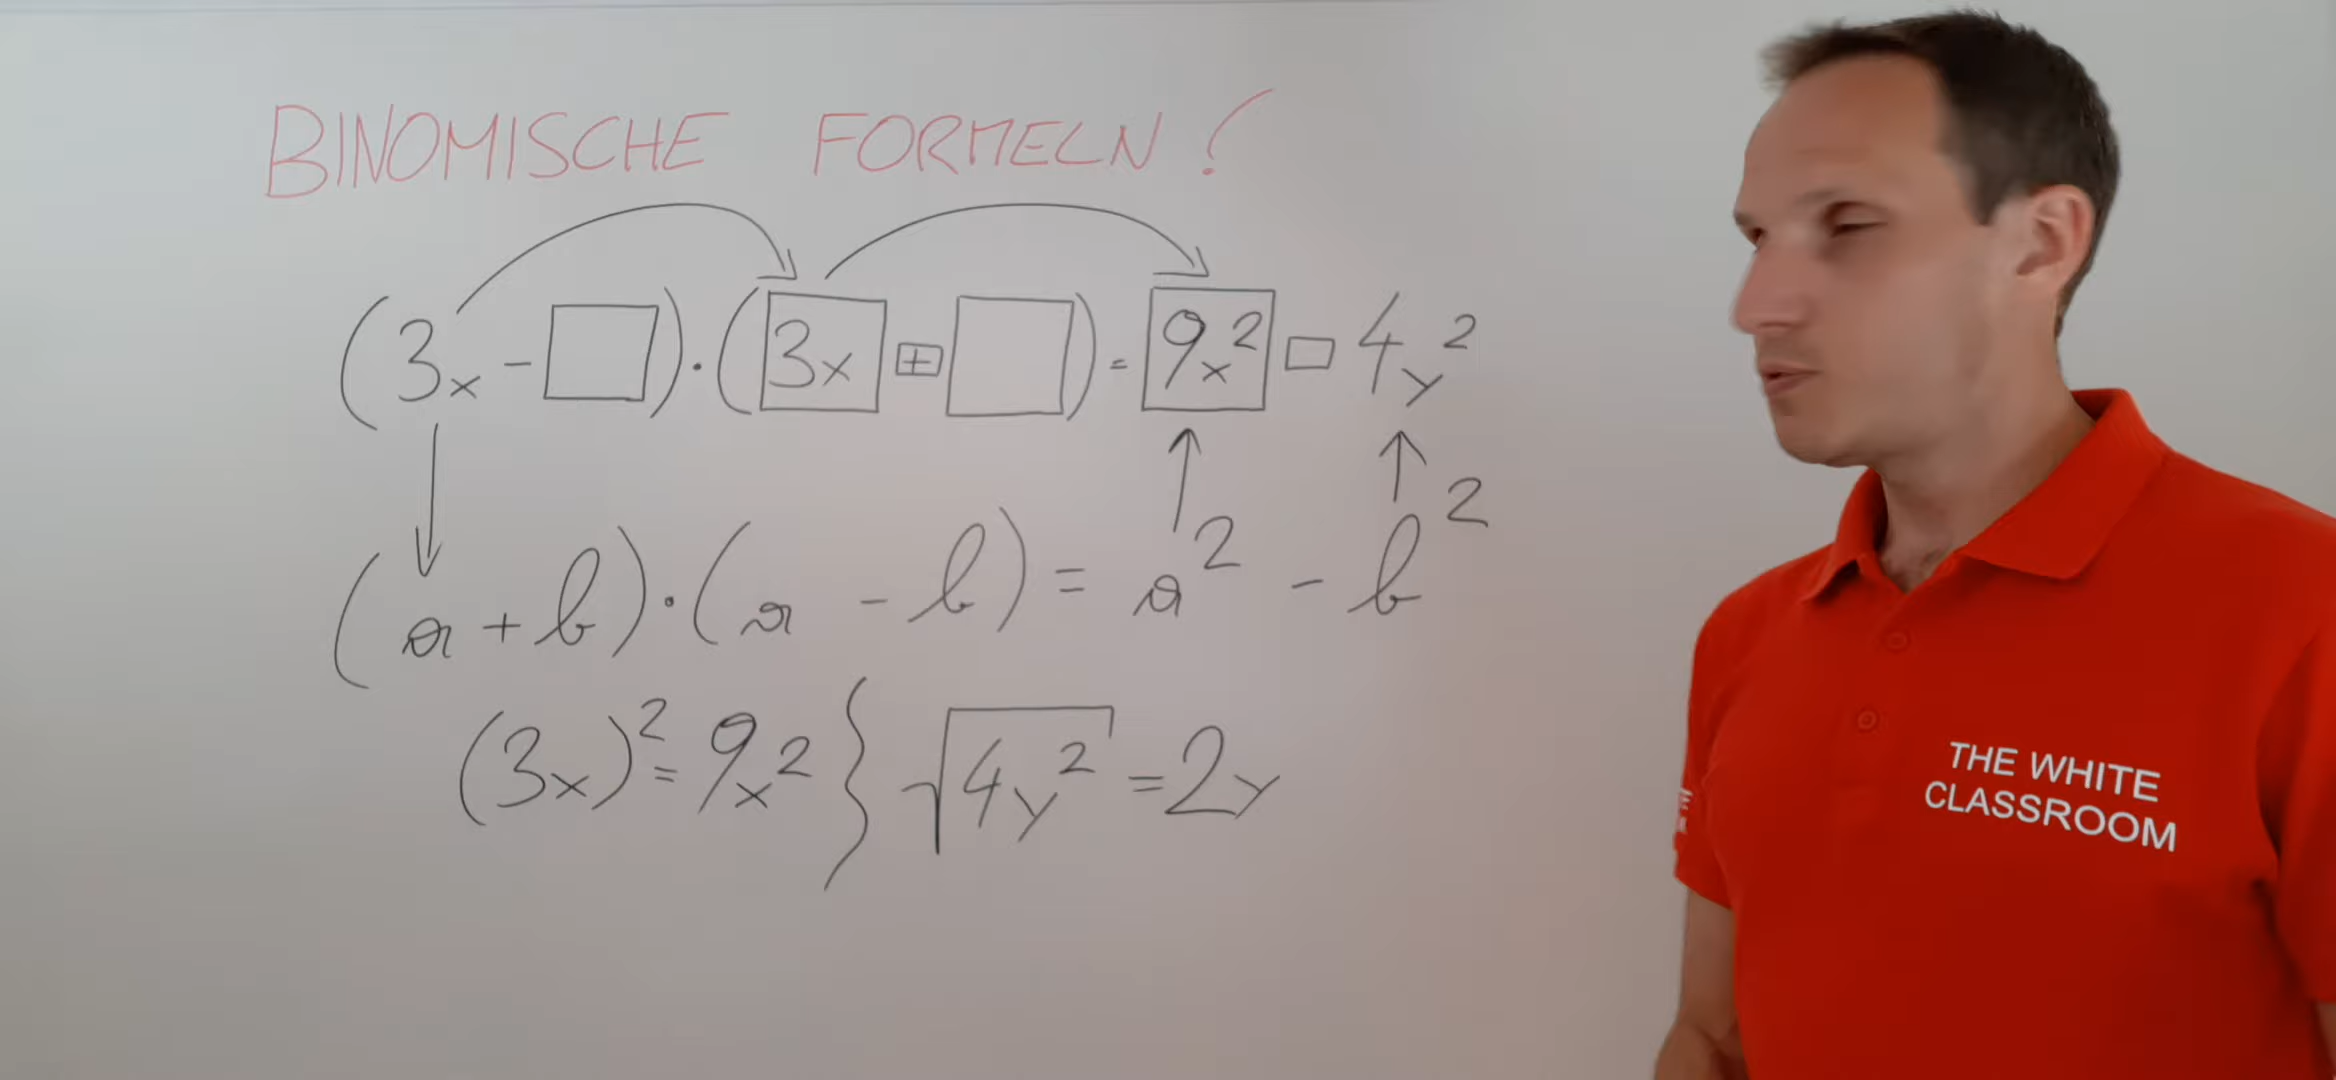 BINOMISCHE FORMELN!
(3x - □) · (3x + □) = 9x² □ 4y²
(a + b) · (a - b) = a² - b²
(3x)² = 9x² } √4y² = 2y
THE WHITE
CLASSROOM